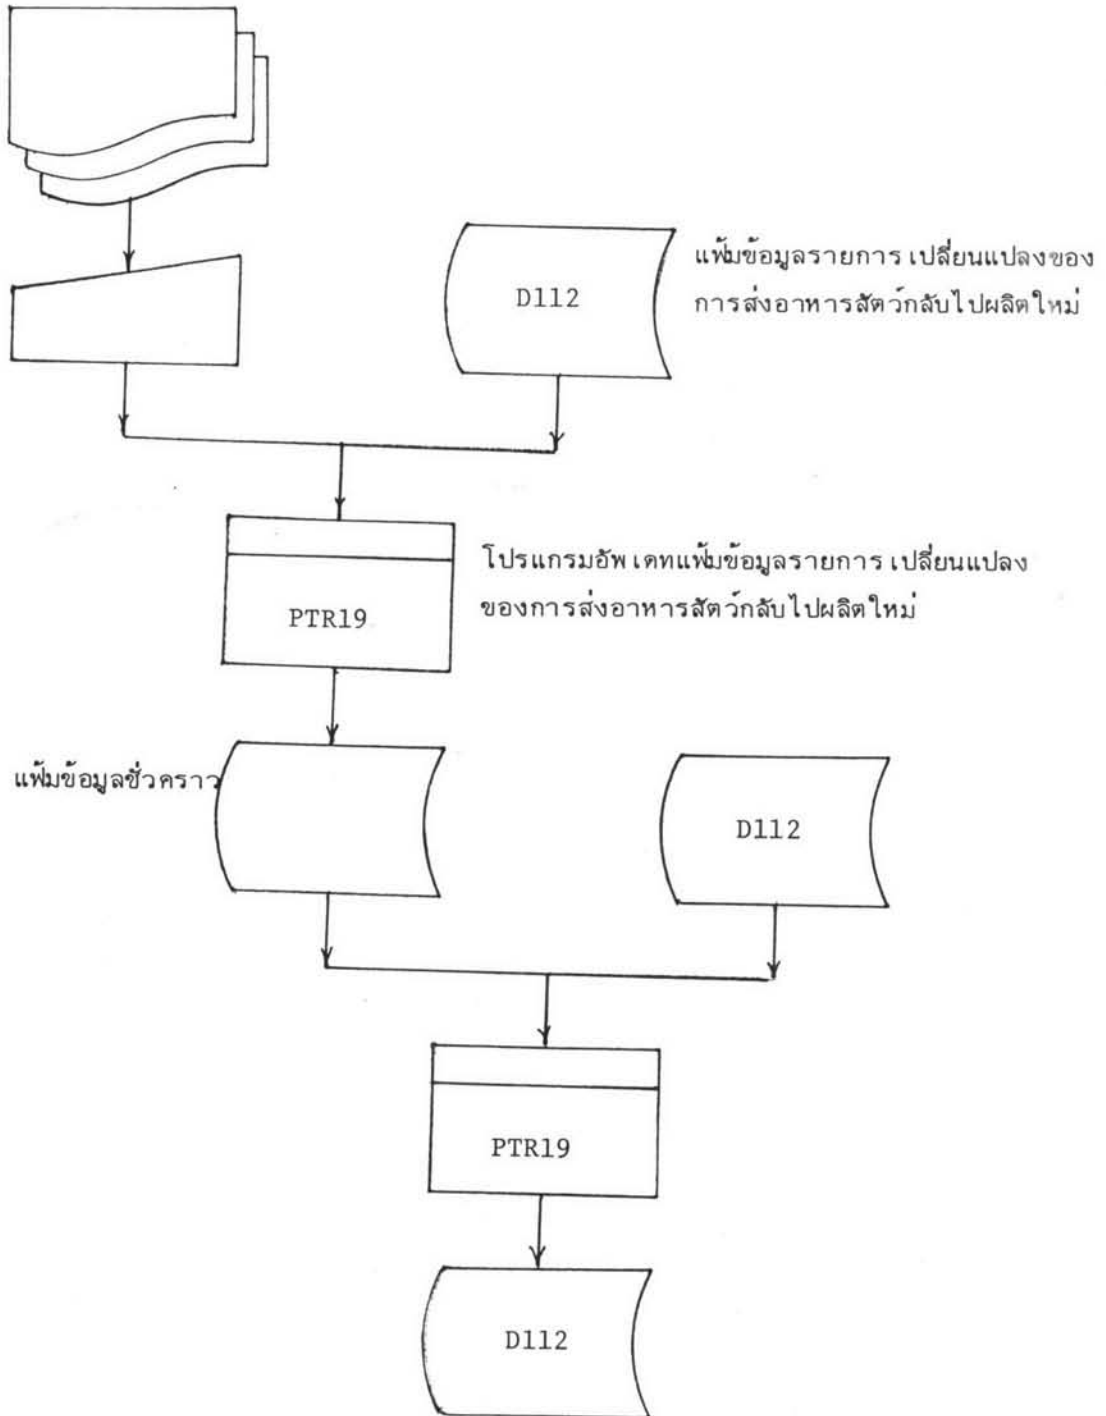 D112
แฟ้มข้อมูลรายการเปลี่ยนแปลงของ
การส่งอาหารสัตว์กลับไปผลิตใหม่
PTR19
โปรแกรมอัพเดทแฟ้มข้อมูลรายการเปลี่ยนแปลง
ของการส่งอาหารสัตว์กลับไปผลิตใหม่
แฟ้มข้อมูลชั่วคราว
D112
PTR19
D112